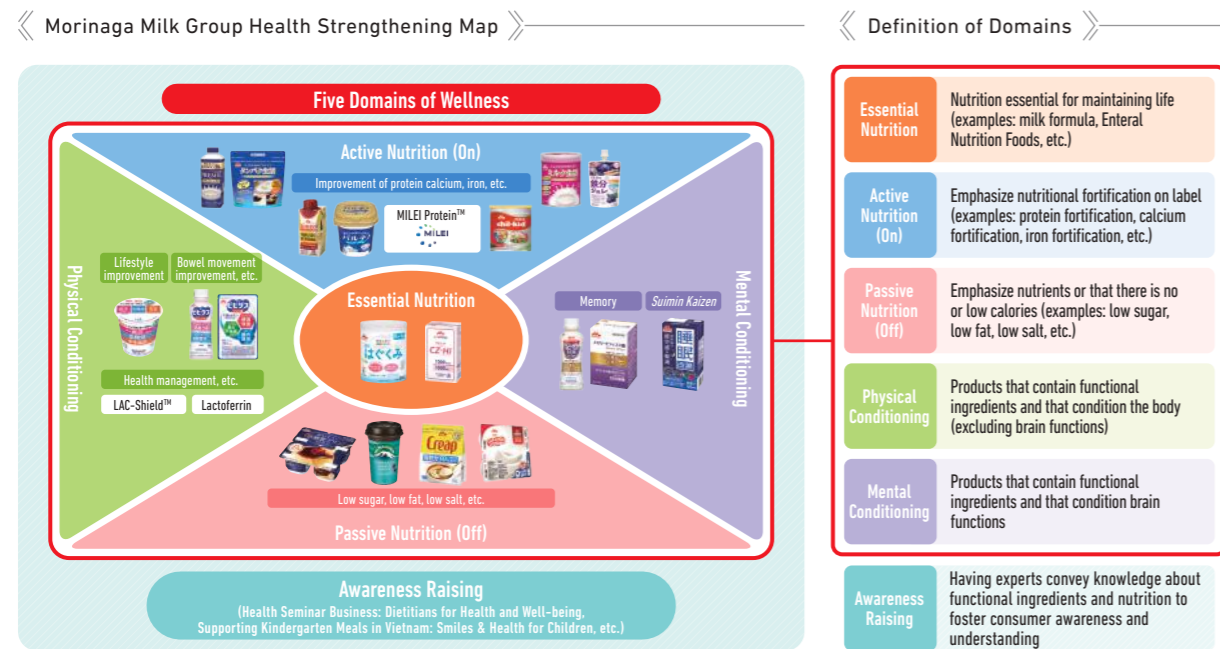 Morinaga Milk Group Health Strengthening Map
Five Domains of Wellness
Active Nutrition (On)
Improvement of protein calcium, iron, etc.
MILEI Protein™
MILEI
Physical Conditioning
Lifestyle
improvement
Bowel movement
improvement, etc.
Health management, etc.
LAC-Shield™
Lactoferrin
Essential Nutrition
はぐくみ
CZ-Hi
Mental Conditioning
Memory
Suimin Kaizen
睡眠
Creap
Low sugar, low fat, low salt, etc.
Passive Nutrition (Off)
Awareness Raising
(Health Seminar Business: Dietitians for Health and Well-being,
Supporting Kindergarten Meals in Vietnam: Smiles & Health for Children, etc.)
Definition of Domains
Essential
Nutrition
Nutrition essential for maintaining life
(examples: milk formula, Enteral
Nutrition Foods, etc.)
Active
Nutrition
(On)
Emphasize nutritional fortification on label
(examples: protein fortification, calcium
fortification, iron fortification, etc.)
Passive
Nutrition
(Off)
Emphasize nutrients or that there is no
or low calories (examples: low sugar,
low fat, low salt, etc.)
Physical
Conditioning
Products that contain functional
ingredients and that condition the body
(excluding brain functions)
Mental
Conditioning
Products that contain functional
ingredients and that condition brain
functions
Awareness
Raising
Having experts convey knowledge about
functional ingredients and nutrition to
foster consumer awareness and
understanding